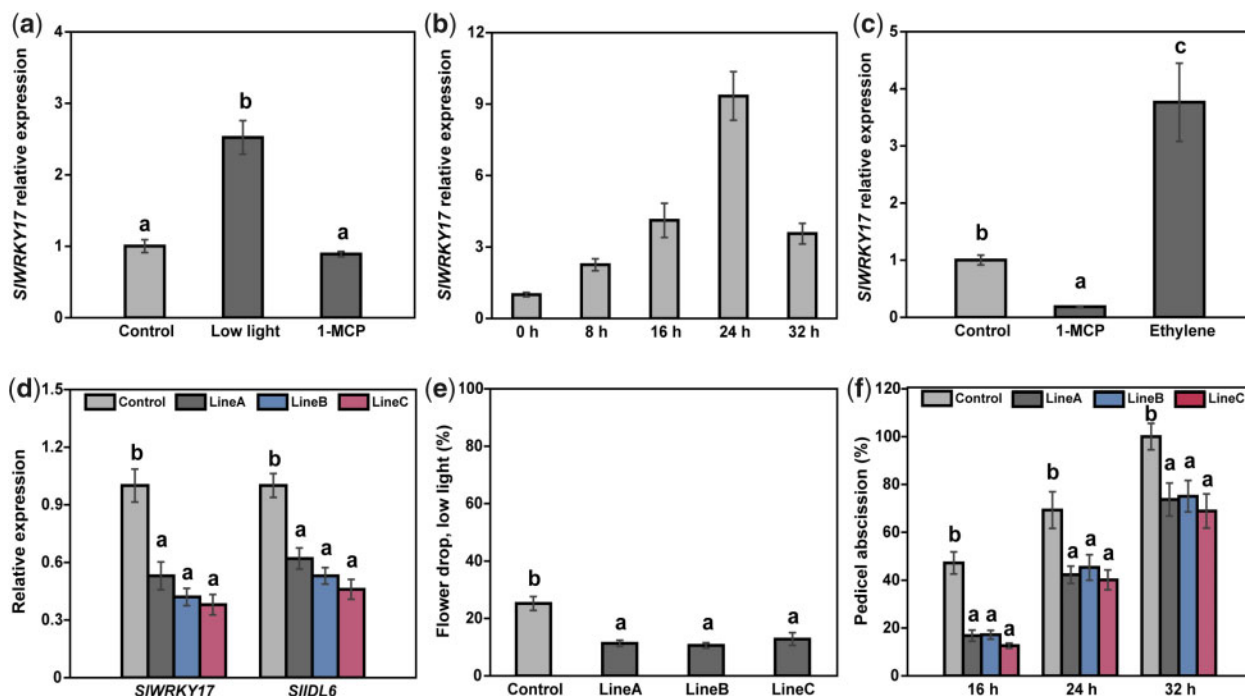 (a)
SlWRKY17 relative expression
4
3
2
1
0
b
a
a
Control Low light 1-MCP
(b)
SlWRKY17 relative expression
12
9
6
3
0
0 h 8 h 16 h 24 h 32 h
(c)
SlWRKY17 relative expression
5
4
3
2
1
0
c
b
a
Control 1-MCP Ethylene
(d)
Relative expression
1.5
1.2
0.9
0.6
0.3
0
Control LineA LineB LineC
b a a a b a a a
SlWRKY17 SlIDL6
(e)
Flower drop, low light (%)
100
80
60
40
20
0
b a a a
Control LineA LineB LineC
(f)
Pedicel abscission (%)
120
100
80
60
40
20
0
Control LineA LineB LineC
b a a a b a a a b a a a
16 h 24 h 32 h